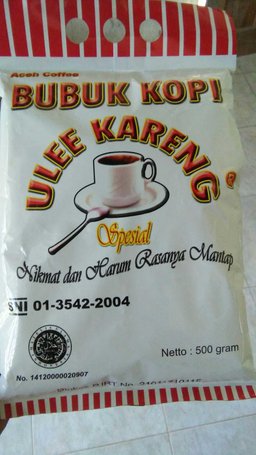 Aceh Coffee
BUBUK KOPI
ULEE KARENG
®
Spesial
Nikmat dan Harum Rasanya Mantap
SNI 01-3542-2004
Netto : 500 gram
No. 14120000020907